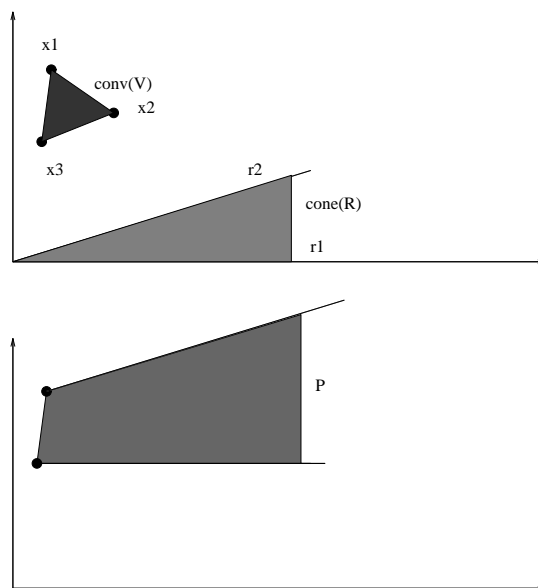 x1
conv(V)
x2
x3
r2
cone(R)
r1
P